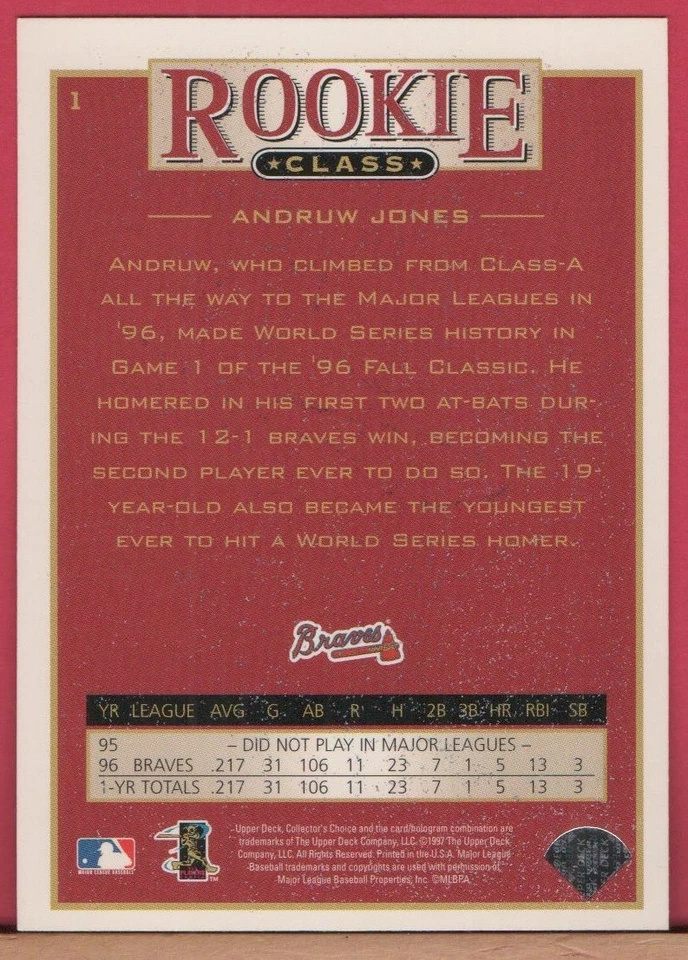 1
ROOKIE
★CLASS★
ANDRUW JONES
ANDRUW, WHO CLIMBED FROM CLASS-A
ALL THE WAY TO THE MAJOR LEAGUES IN
'96, MADE WORLD SERIES HISTORY IN
GAME 1 OF THE '96 FALL CLASSIC. HE
HOMERED IN HIS FIRST TWO AT-BATS DUR-
ING THE 12-1 BRAVES WIN, BECOMING THE
SECOND PLAYER EVER TO DO SO. THE 19-
YEAR-OLD ALSO BECAME THE YOUNGEST
EVER TO HIT A WORLD SERIES HOMER.
Braves
YR LEAGUE AVG G AB R H 2B 3B HR RBI SB
95 – DID NOT PLAY IN MAJOR LEAGUES –
96 BRAVES .217 31 106 11 23 7 1 5 13 3
1-YR TOTALS .217 31 106 11 23 7 1 5 13 3
Upper Deck, Collector's Choice and the card/hologram combination are
trademarks of The Upper Deck Company, LLC. ©1997 The Upper Deck
Company, LLC. All Rights Reserved. Printed in the U.S.A. Major League
Baseball trademarks and copyrights are used with permission of
Major League Baseball Properties, Inc. ©MLBPA
MAJOR LEAGUE BASEBALL
PLAYERS
TM
DECK